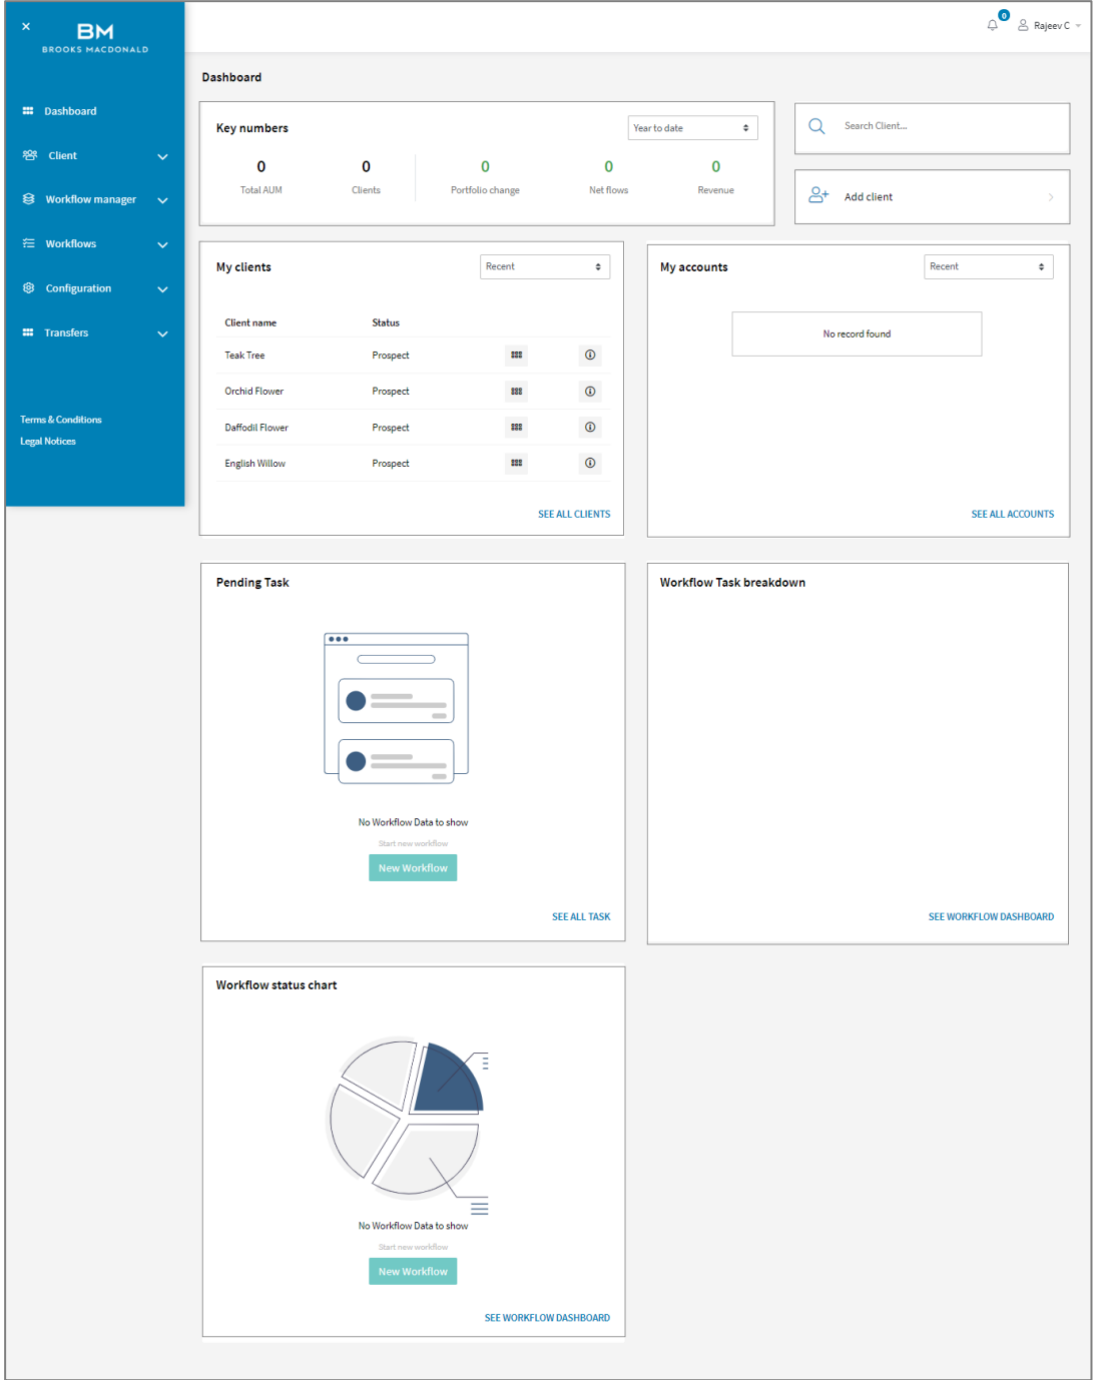 ×
BM
BROOKS MACDONALD
0
Rajeev C
Dashboard
Client
Workflow manager
Workflows
Configuration
Transfers
Terms & Conditions
Legal Notices
Dashboard
Key numbers
Year to date
0 0 0 0 0
Total AUM Clients Portfolio change Net flows Revenue
Search Client...
Add client
My clients
Recent
Client name Status
Teak Tree Prospect
Orchid Flower Prospect
Daffodil Flower Prospect
English Willow Prospect
SEE ALL CLIENTS
My accounts
Recent
No record found
SEE ALL ACCOUNTS
Pending Task
No Workflow Data to show
Start new workflow
New Workflow
SEE ALL TASK
Workflow Task breakdown
SEE WORKFLOW DASHBOARD
Workflow status chart
No Workflow Data to show
Start new workflow
New Workflow
SEE WORKFLOW DASHBOARD